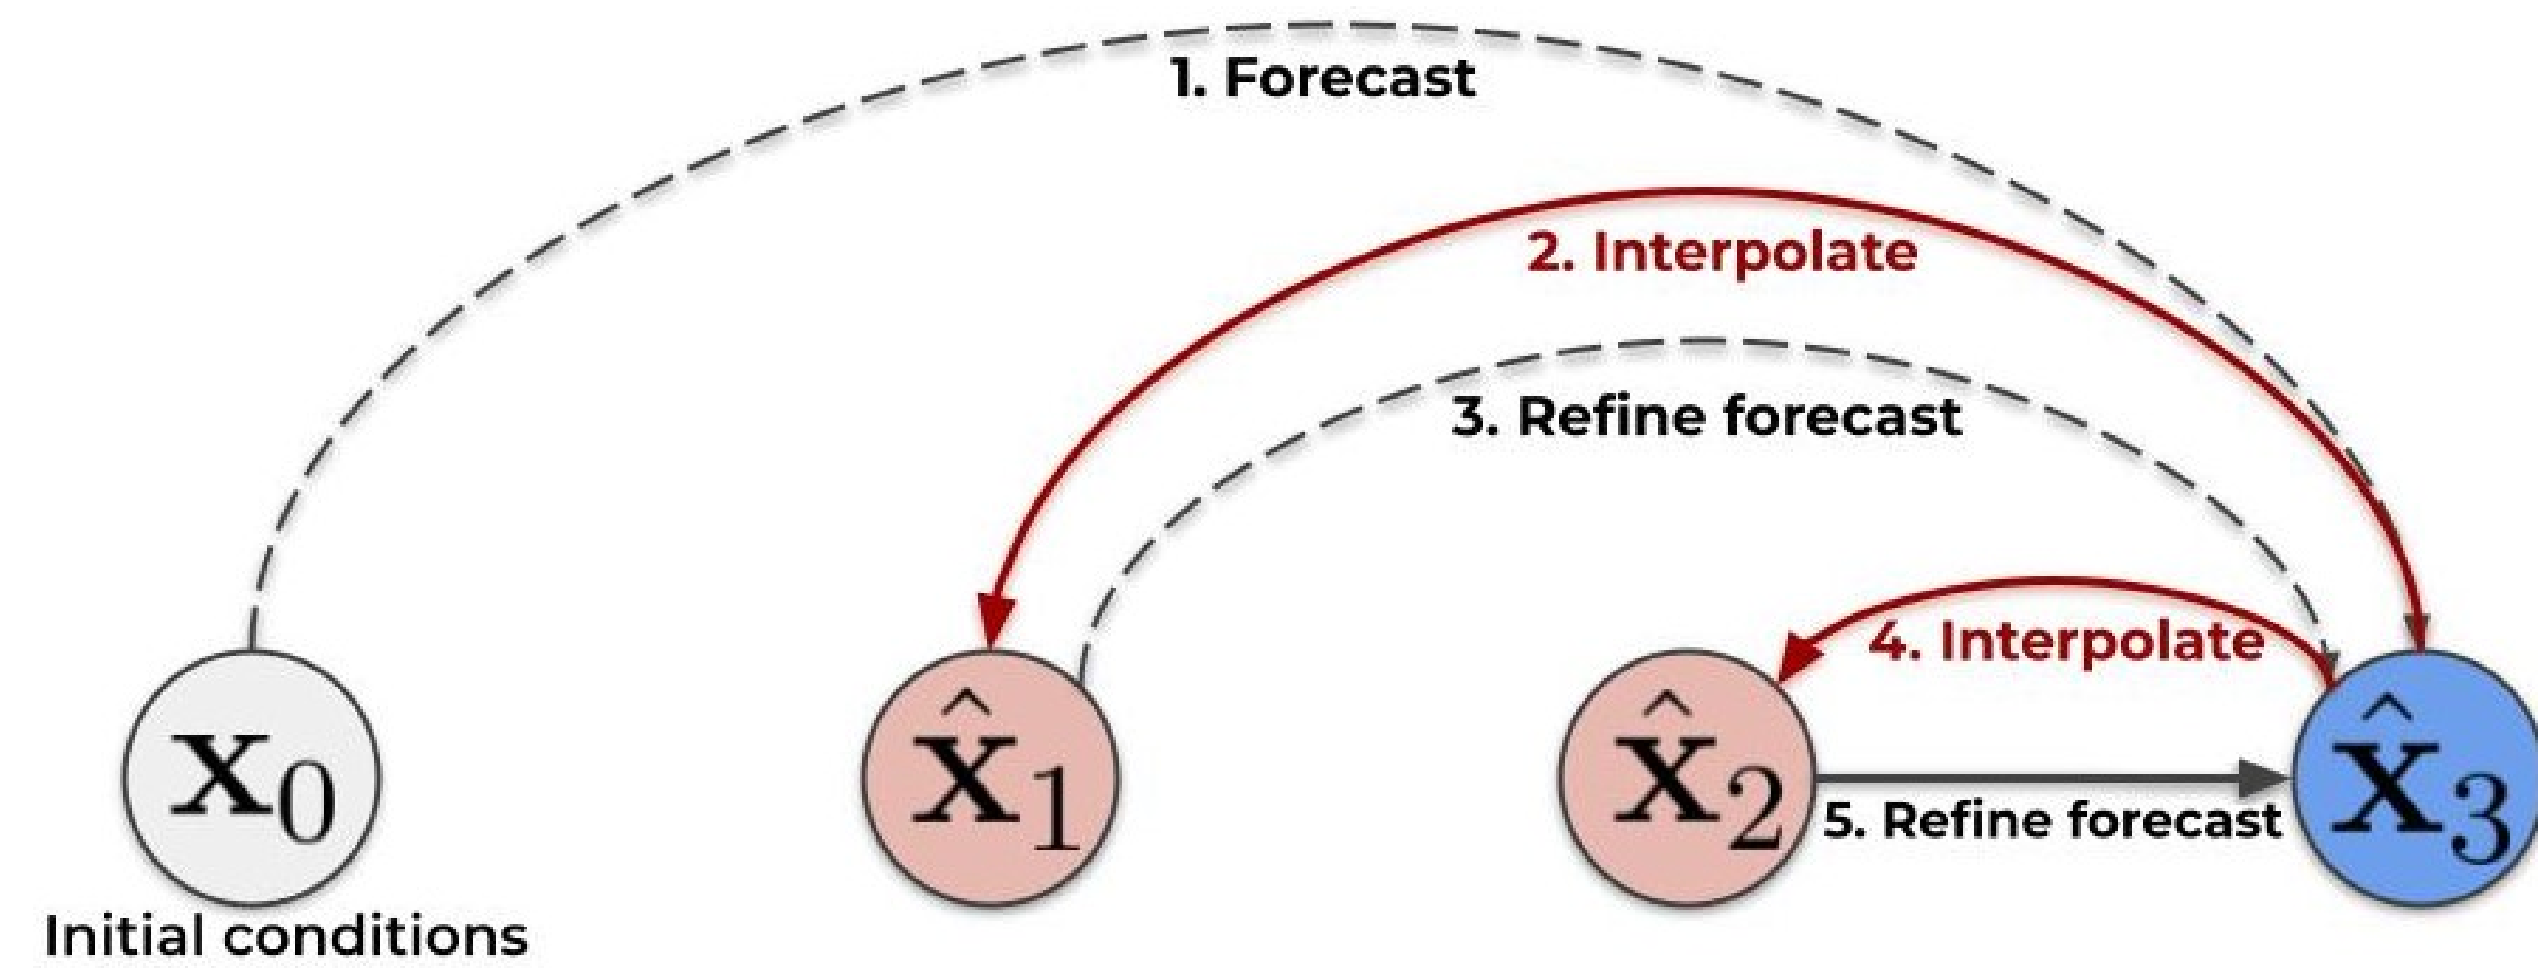 1. Forecast
2. Interpolate
3. Refine forecast
4. Interpolate
x₀
x̂₁
x̂₂
x̂₃
5. Refine forecast
Initial conditions